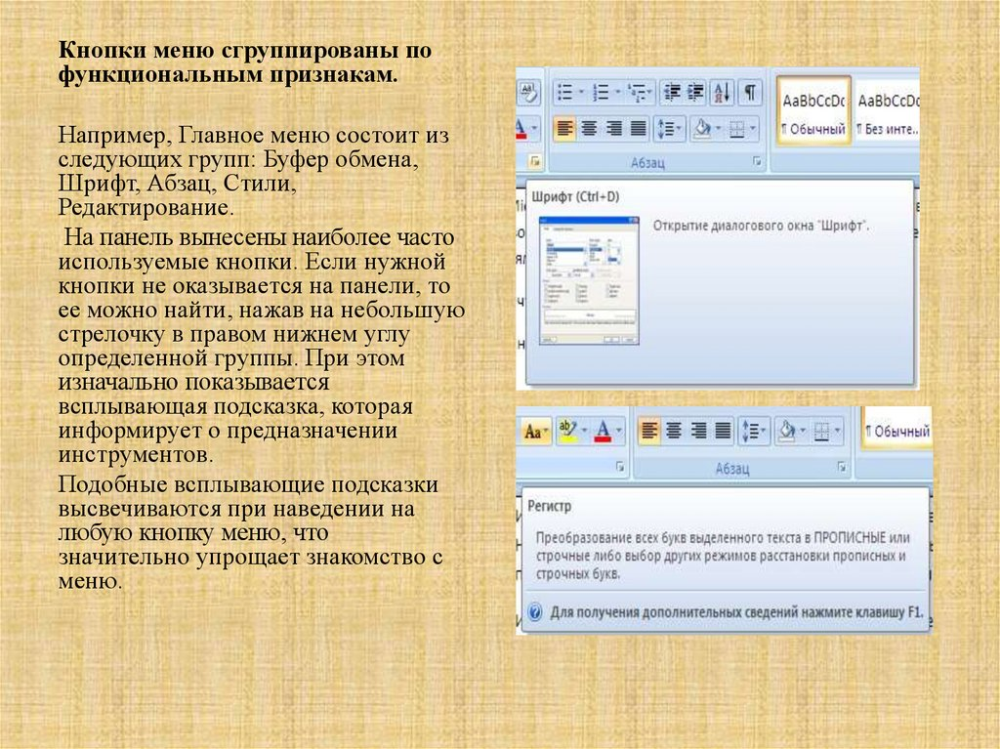 Кнопки меню сгруппированы по
функциональным признакам.
Например, Главное меню состоит из
следующих групп: Буфер обмена,
Шрифт, Абзац, Стили,
Редактирование.
На панель вынесены наиболее часто
используемые кнопки. Если нужной
кнопки не оказывается на панели, то
ее можно найти, нажав на небольшую
стрелочку в правом нижнем углу
определенной группы. При этом
изначально показывается
всплывающая подсказка, которая
информирует о предназначении
инструментов.
Подобные всплывающие подсказки
высвечиваются при наведении на
любую кнопку меню, что
значительно упрощает знакомство с
меню.
AaBbCcDc AaBbCcDc
¶ Обычный ¶ Без инте...
Абзац
Шрифт (Ctrl+D)
Открытие диалогового окна "Шрифт".
Aa ab A
¶ Обычный
Абзац
Регистр
Преобразование всех букв выделенного текста в ПРОПИСНЫЕ или
строчные либо выбор других режимов расстановки прописных и
строчных букв.
Для получения дополнительных сведений нажмите клавишу F1.